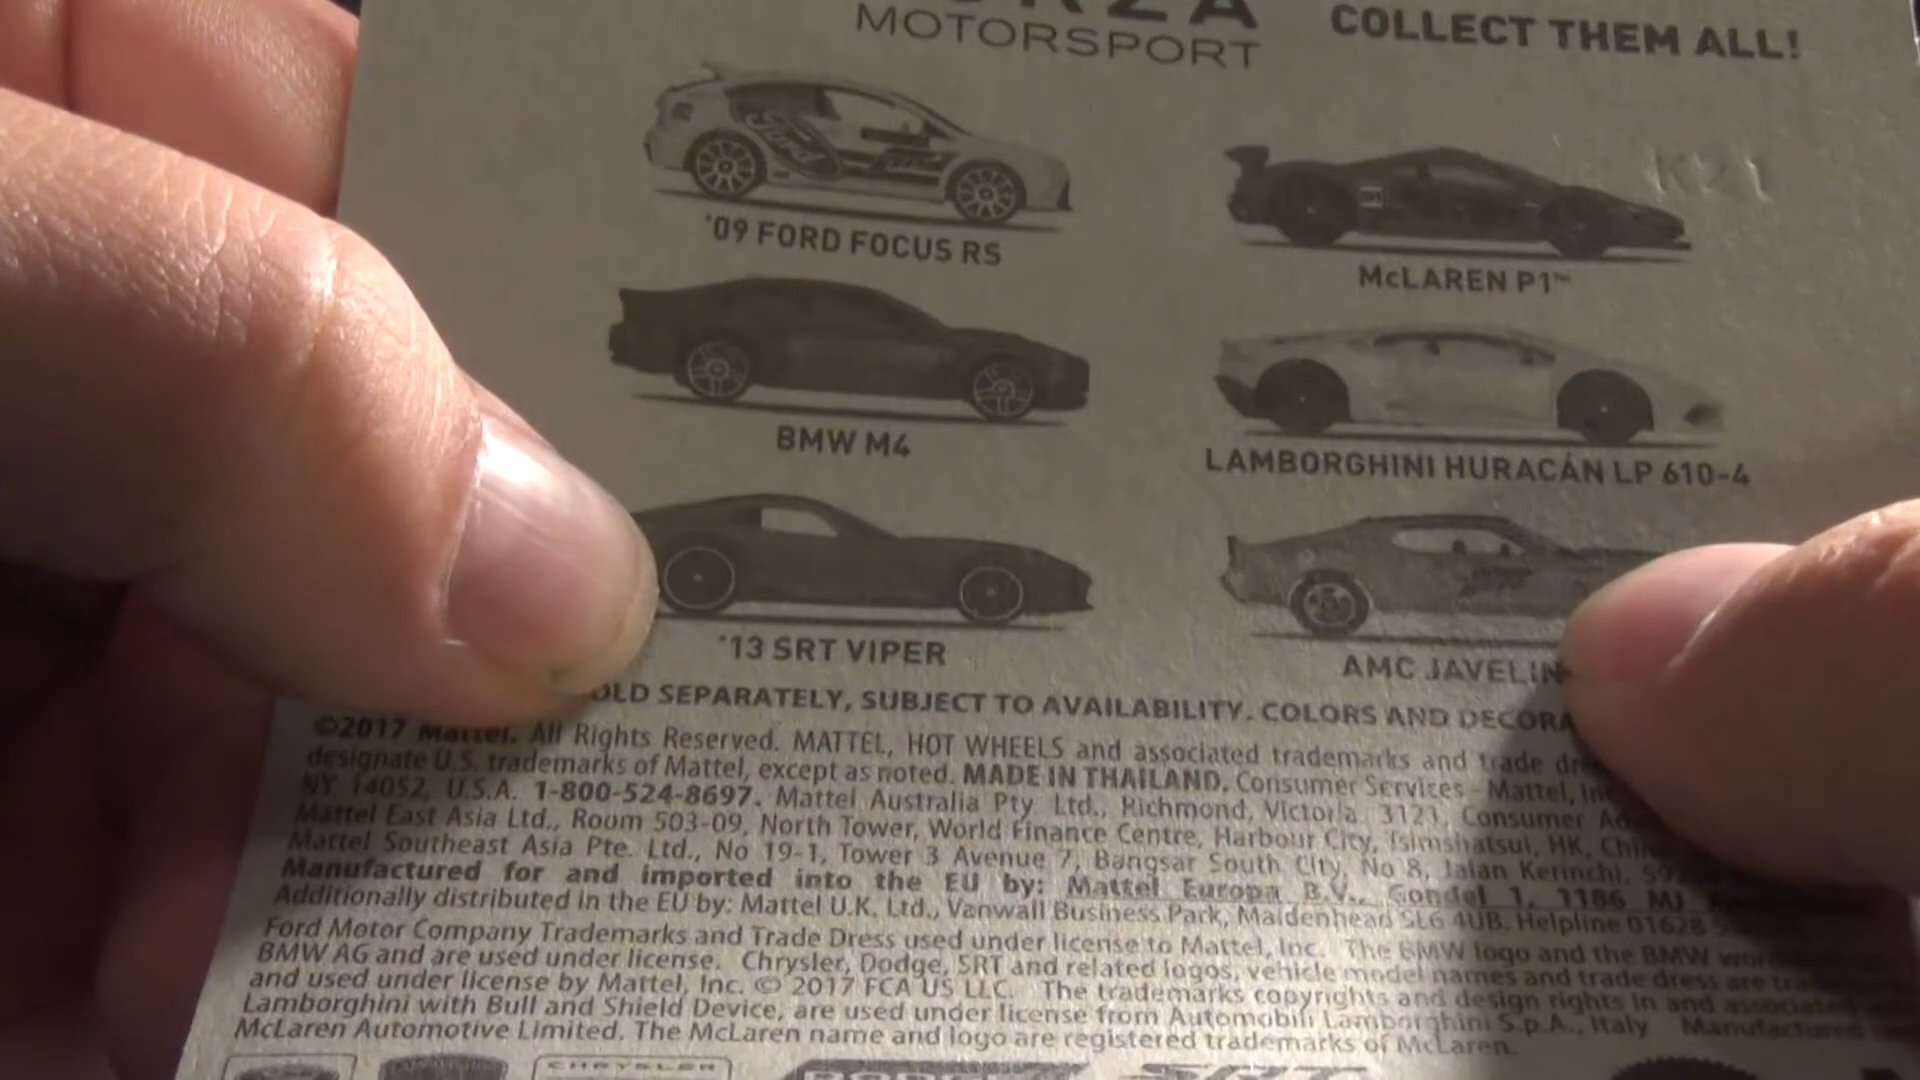 MOTORSPORT
COLLECT THEM ALL!
Ford
'09 FORD FOCUS RS
McLAREN P1™
BMW M4
LAMBORGHINI HURACÁN LP 610-4
'13 SRT VIPER
AMC JAVELIN
OLD SEPARATELY, SUBJECT TO AVAILABILITY. COLORS AND DECORA
©2017 Mattel. All Rights Reserved. MATTEL, HOT WHEELS and associated trademarks and trade
designate U.S. trademarks of Mattel, except as noted. MADE IN THAILAND. Consumer Services - Mattel, Inc
NY 14052, U.S.A. 1-800-524-8697. Mattel Australia Pty. Ltd., Richmond, Victoria. 3121. Consumer
Mattel East Asia Ltd., Room 503-09, North Tower, World Finance Centre, Harbour City, Tsimshatsui, HK,
Mattel Southeast Asia Pte. Ltd., No 19-1, Tower 3 Avenue 7, Bangsar South City, No 8, Jalan Kerinchi,
Manufactured for and imported into the EU by: Mattel Europa B.V., Gondel 1, 1186 MJ
Additionally distributed in the EU by: Mattel U.K. Ltd., Vanwall Business Park, Maidenhead SL6 4UB. Helpline 01628
Ford Motor Company Trademarks and Trade Dress used under license to Mattel, Inc. The BMW logo and the BMW
BMW AG and are used under license. Chrysler, Dodge, SRT and related logos, vehicle model names and trade dress are
and used under license by Mattel, Inc. © 2017 FCA US LLC. The trademarks copyrights and design rights in and associated
Lamborghini with Bull and Shield Device, are used under license from Automobili Lamborghini S.p.A., Italy Manufactured
McLaren Automotive Limited. The McLaren name and logo are registered trademarks of McLaren.
CHRYSLER